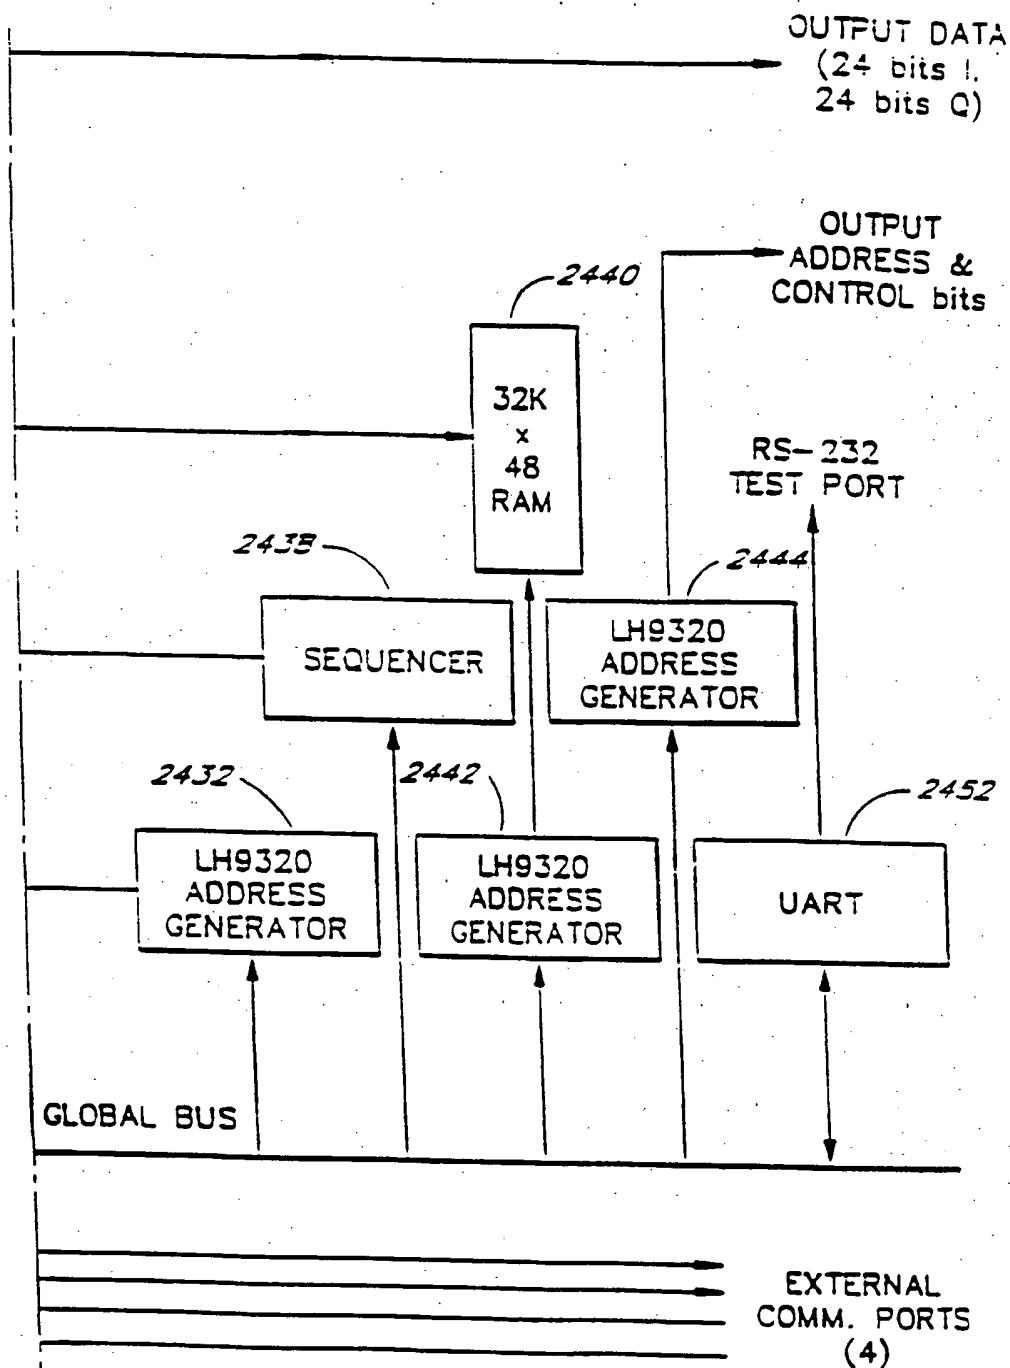 OUTPUT DATA
(24 bits I,
24 bits Q)
OUTPUT
ADDRESS &
CONTROL bits
2440
32K
x
48
RAM
RS-232
TEST PORT
2438
2444
SEQUENCER
LH9320
ADDRESS
GENERATOR
2432
2442
2452
LH9320
ADDRESS
GENERATOR
LH9320
ADDRESS
GENERATOR
UART
GLOBAL BUS
EXTERNAL
COMM. PORTS
(4)